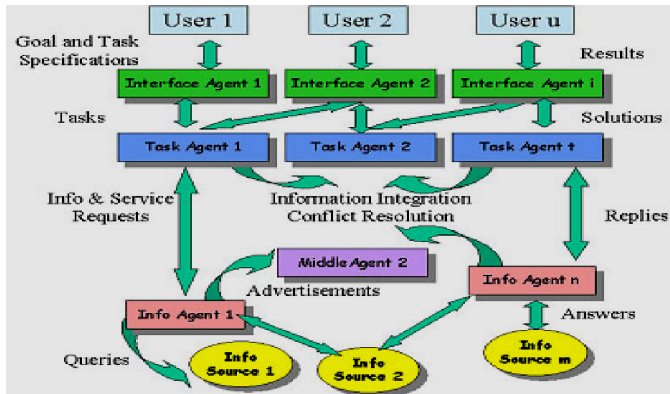 User 1
User 2
User u
Goal and Task
Specifications
Results
Interface Agent 1
Interface Agent 2
Interface Agent i
Tasks
Solutions
Task Agent 1
Task Agent 2
Task Agent t
Info & Service
Requests
Information Integration
Conflict Resolution
Replies
Middle Agent 2
Info Agent n
Advertisements
Info Agent 1
Answers
Queries
Info
Source 1
Info
Source 2
Info
Source m